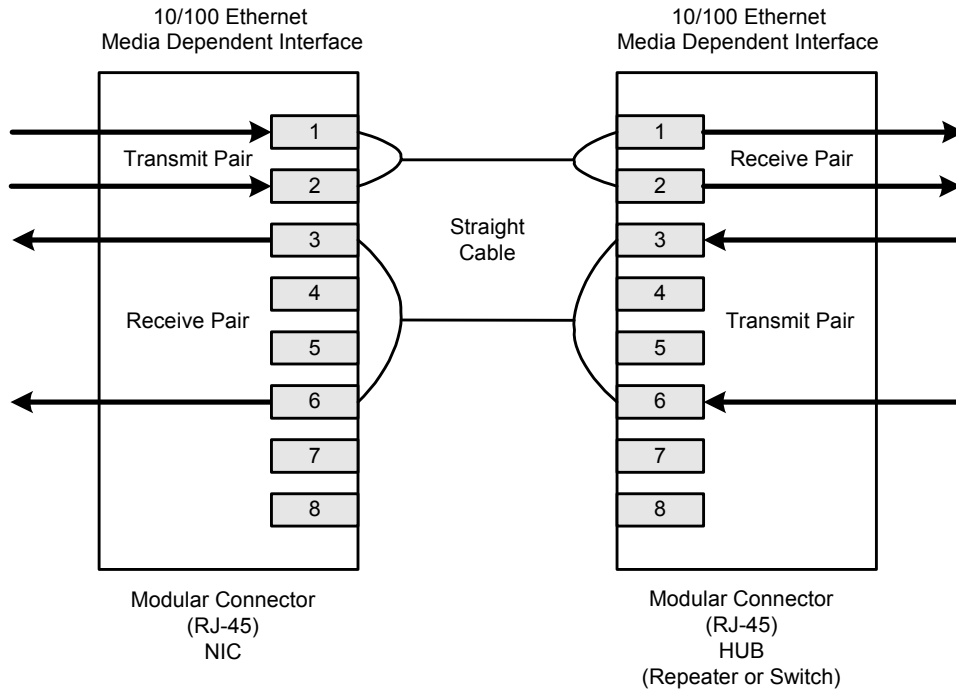 10/100 Ethernet
Media Dependent Interface
10/100 Ethernet
Media Dependent Interface
1
Transmit Pair
2
3
4
Receive Pair
5
6
7
8
Straight
Cable
1
Receive Pair
2
3
4
Transmit Pair
5
6
7
8
Modular Connector
(RJ-45)
NIC
Modular Connector
(RJ-45)
HUB
(Repeater or Switch)